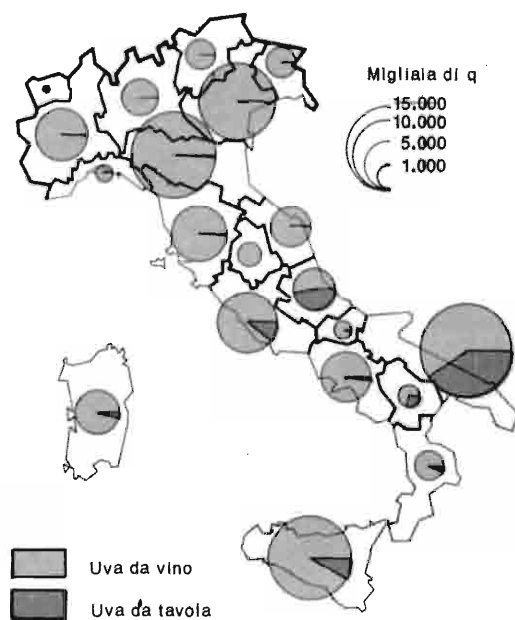 Migliaia di q
15.000
10.000
5.000
1.000
Uva da vino
Uva da tavola